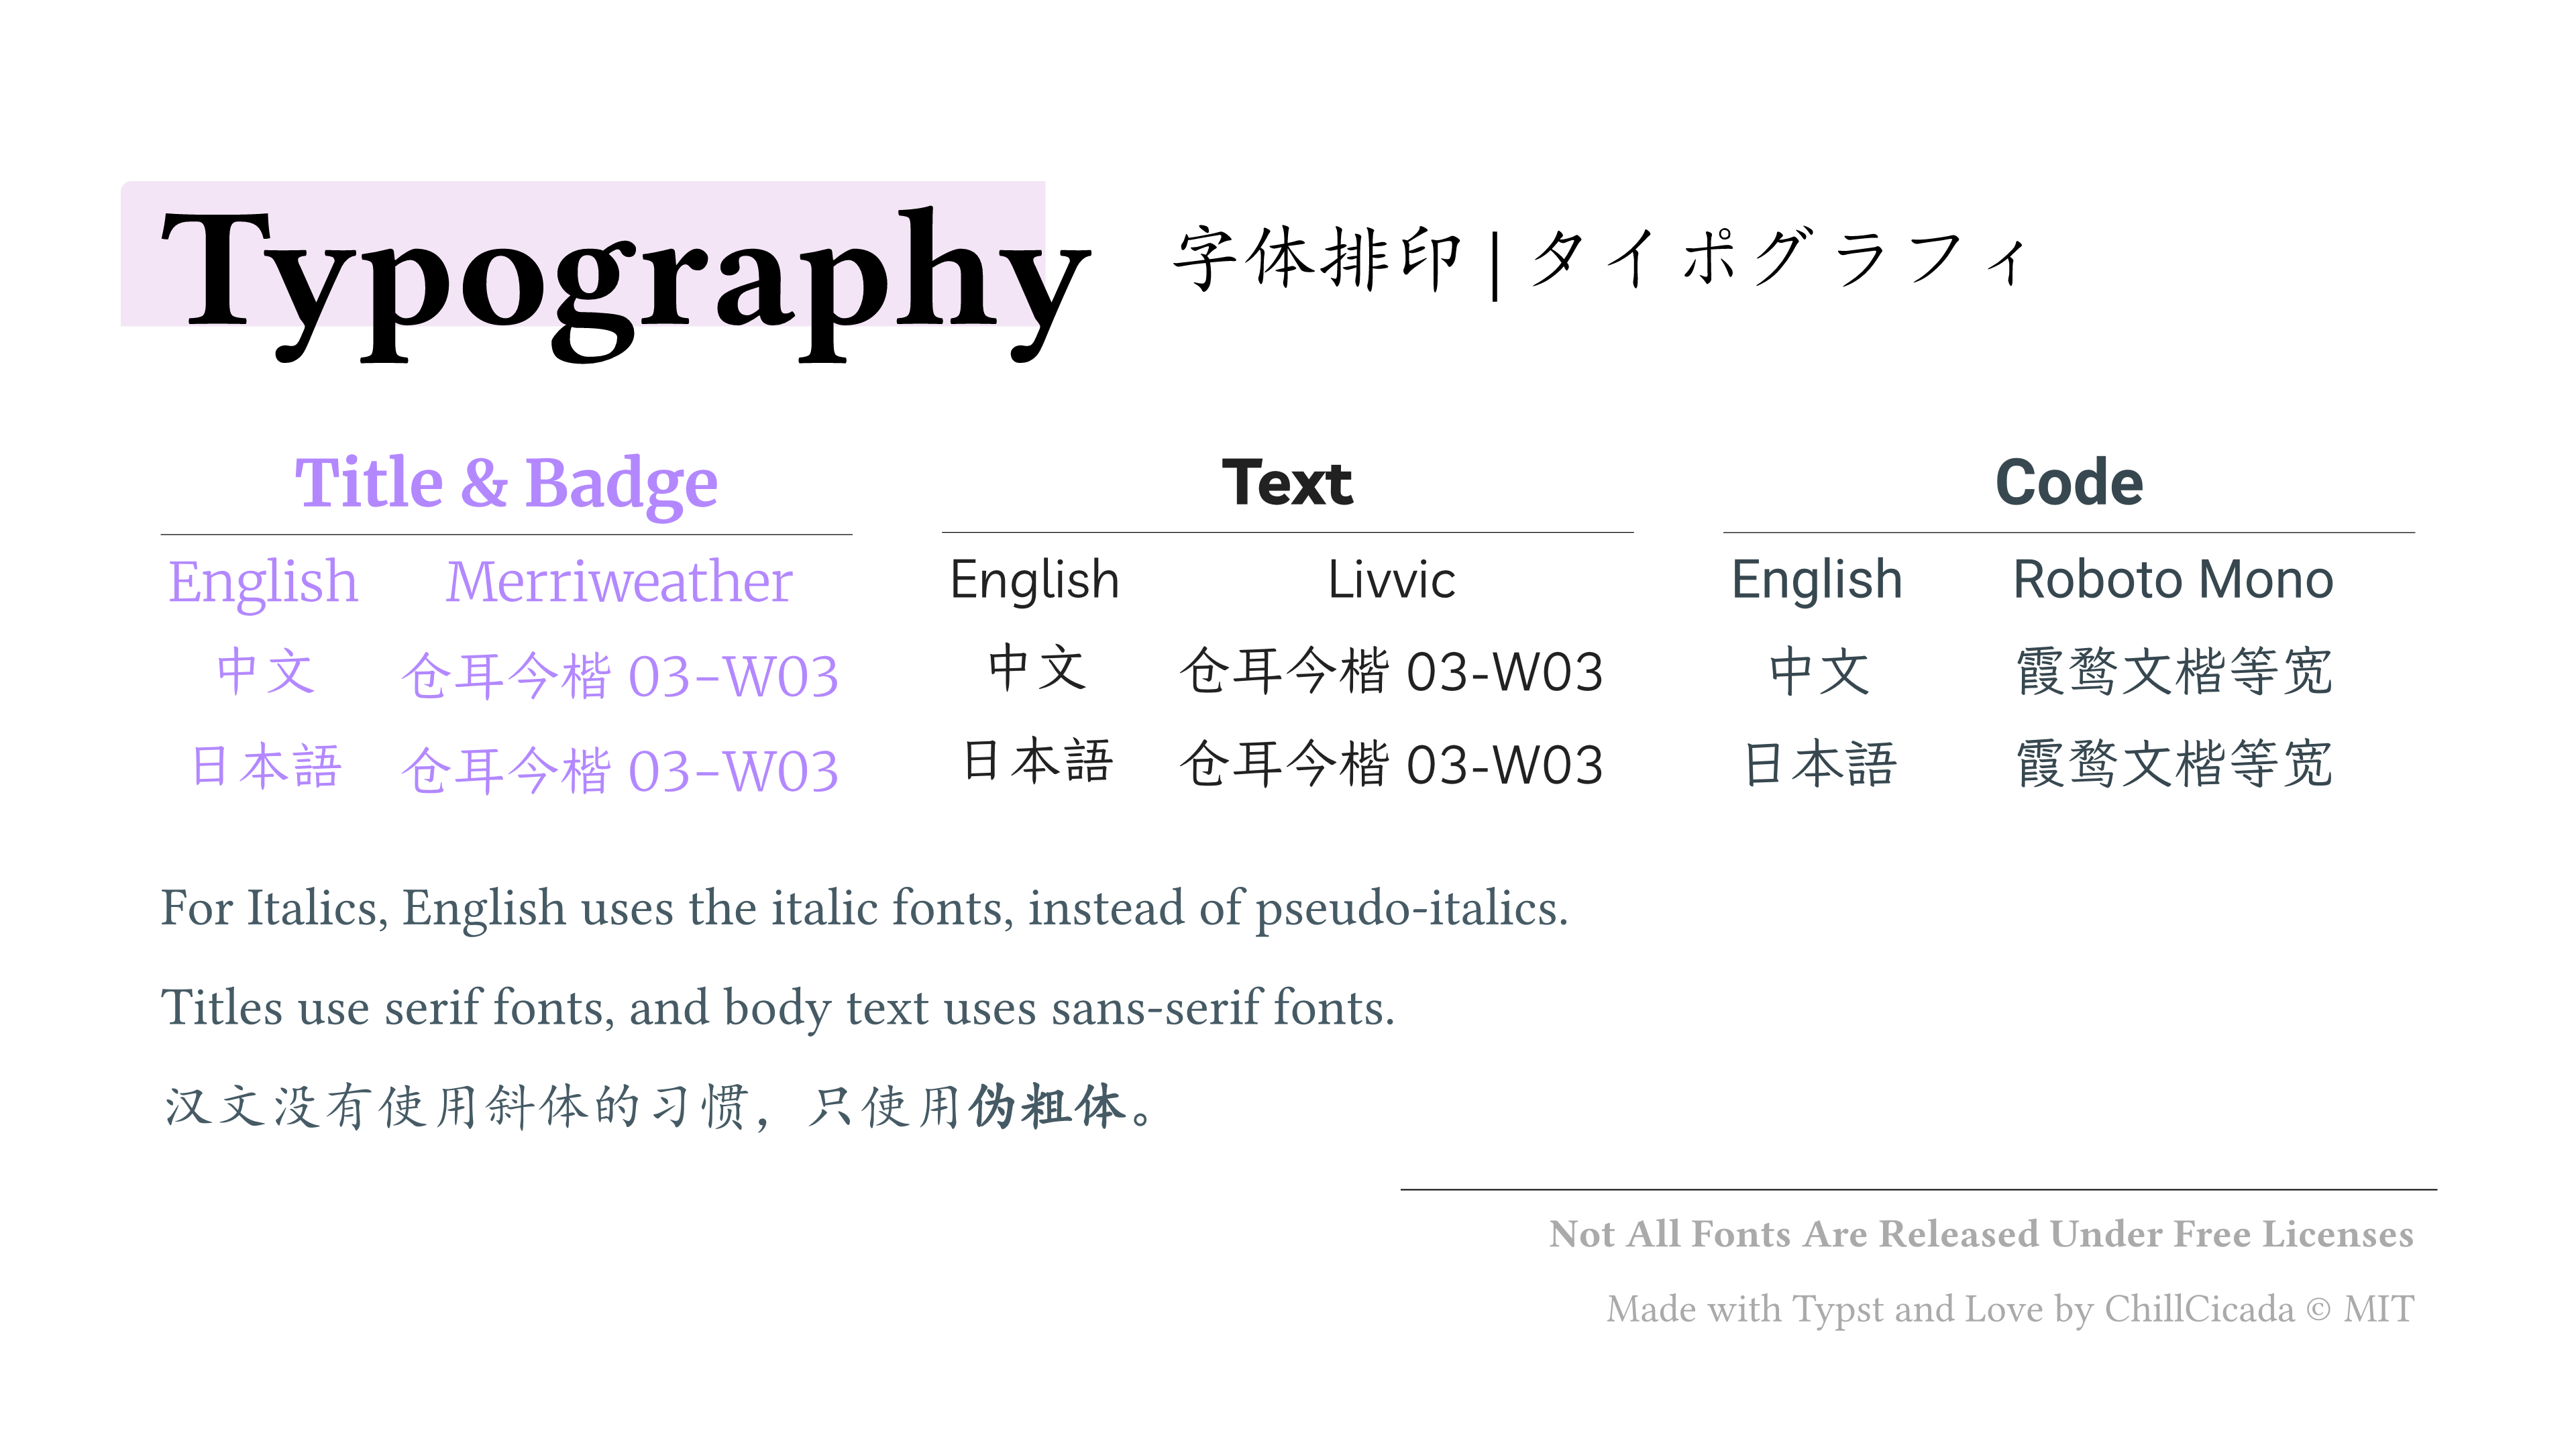 Typography 字体排印 | タイポグラフィ
Title & Badge
English Merriweather
中文 仓耳今楷 03-W03
日本語 仓耳今楷 03-W03
Text
English Livvic
中文 仓耳今楷 03-W03
日本語 仓耳今楷 03-W03
Code
English Roboto Mono
中文 霞鹜文楷等宽
日本語 霞鹜文楷等宽
For Italics, English uses the italic fonts, instead of pseudo-italics.
Titles use serif fonts, and body text uses sans-serif fonts.
汉文没有使用斜体的习惯，只使用伪粗体。
Not All Fonts Are Released Under Free Licenses
Made with Typst and Love by ChillCicada © MIT